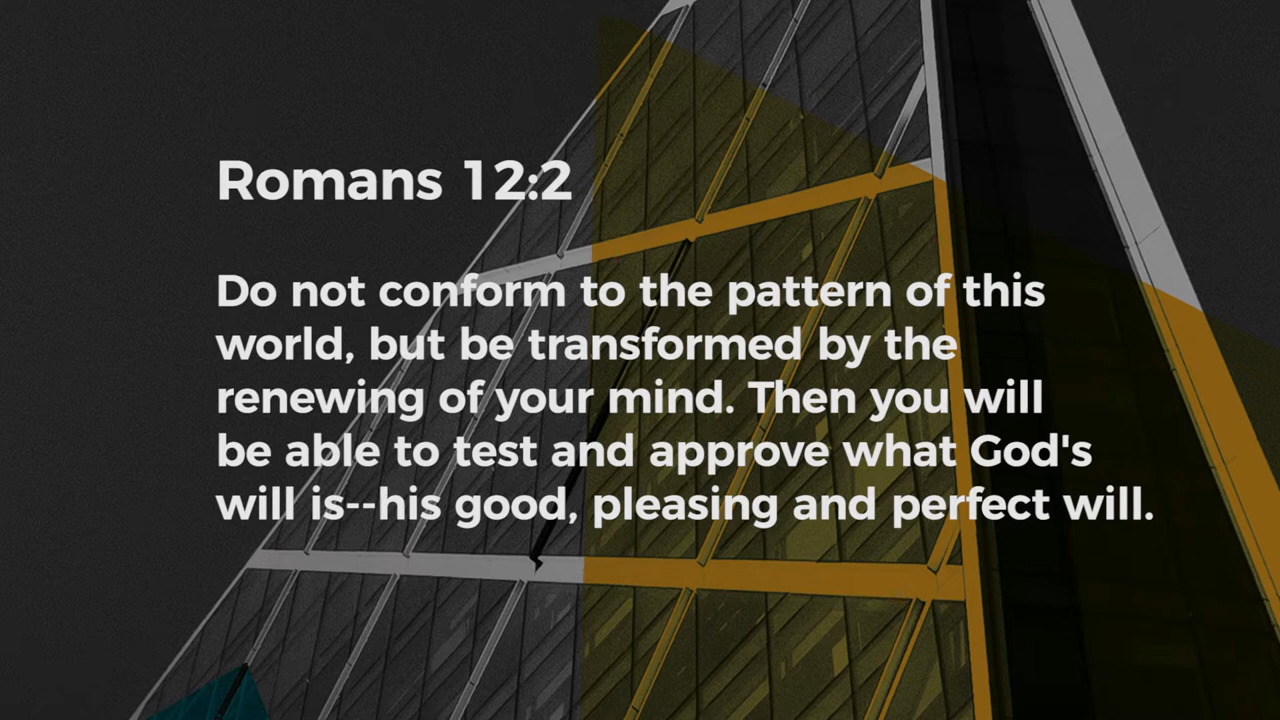 Romans 12:2
Do not conform to the pattern of this
world, but be transformed by the
renewing of your mind. Then you will
be able to test and approve what God's
will is--his good, pleasing and perfect will.